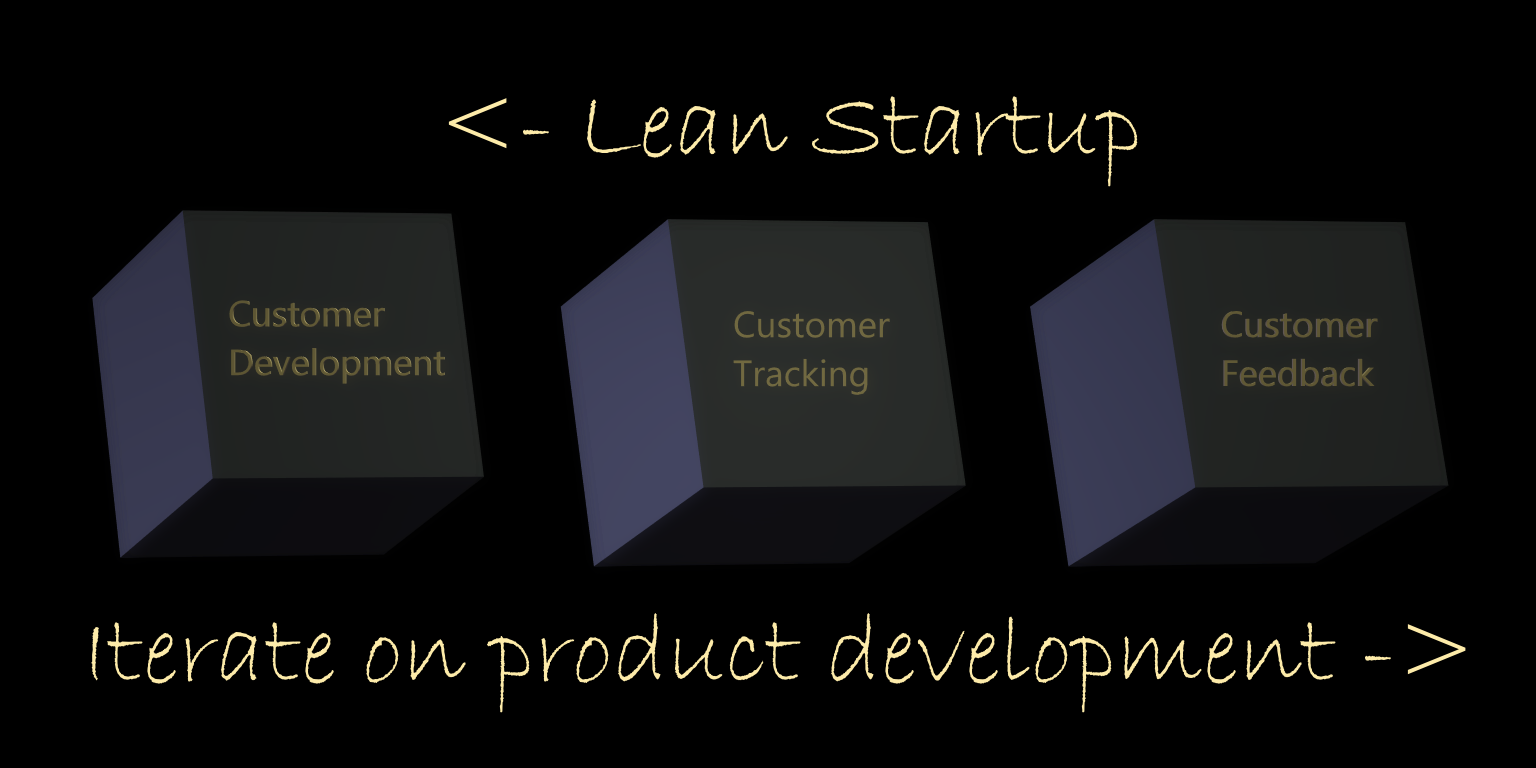 <- Lean Startup
Customer
Development
Customer
Tracking
Customer
Feedback
Iterate on product development ->